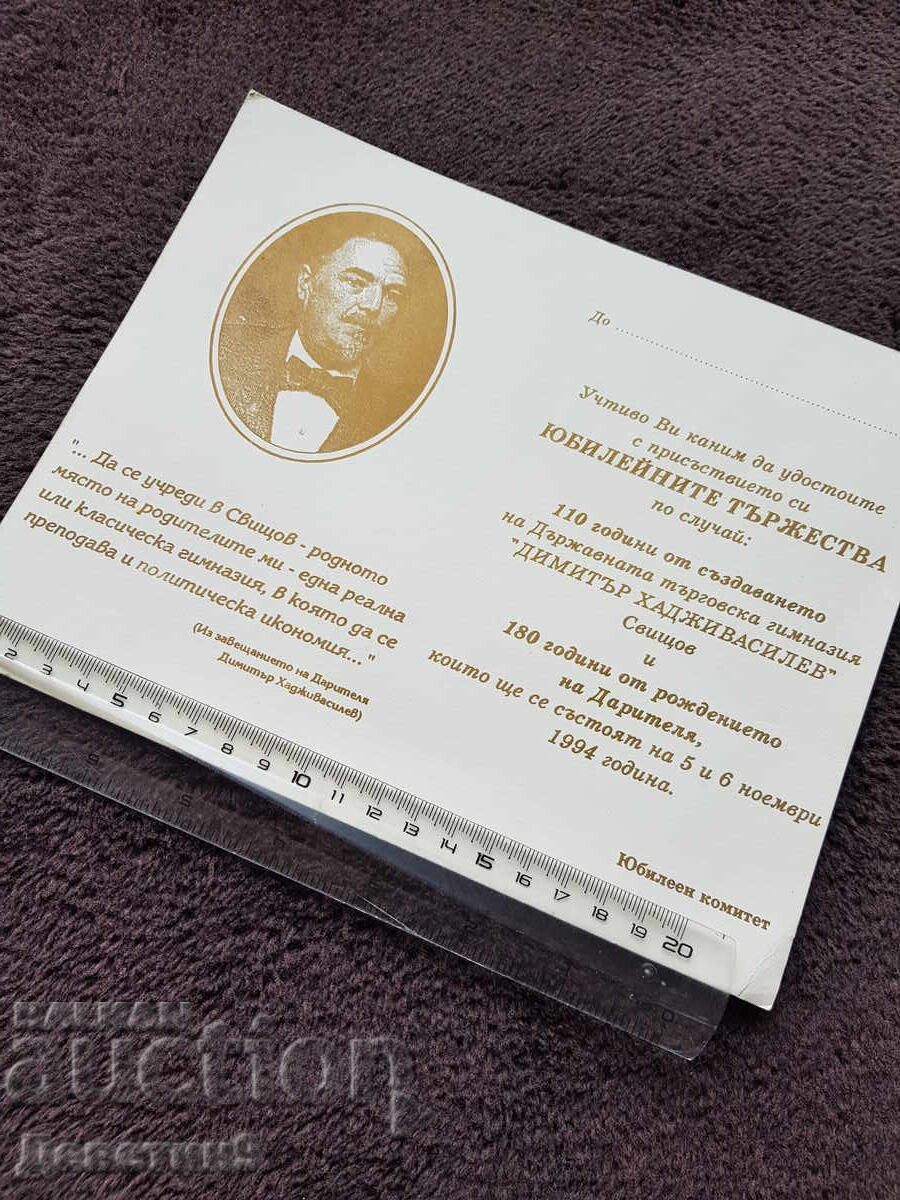 "... Да се учреди в Свищов - родното
място на родителите ми - една реална
или класическа гимназия, в която да се
преподава и политическа икономия..."
(Из завещанието на Дарителя
Димитър Хадживасилев)
До ........................................
Учтиво Ви каним да удостоите
с присъствието си
ЮБИЛЕЙНИТЕ ТЪРЖЕСТВА
по случай:
110 години от създаването
на Държавната търговска гимназия
"ДИМИТЪР ХАДЖИВАСИЛЕВ"
Свищов
и
180 години от рождението
на Дарителя,
които ще се състоят на 5 и 6 ноември
1994 година.
Юбилеен комитет
2 3 4 5 6 7 8 9 10 11 12 13 14 15 16 17 18 19 20
БАЛКАН
auction